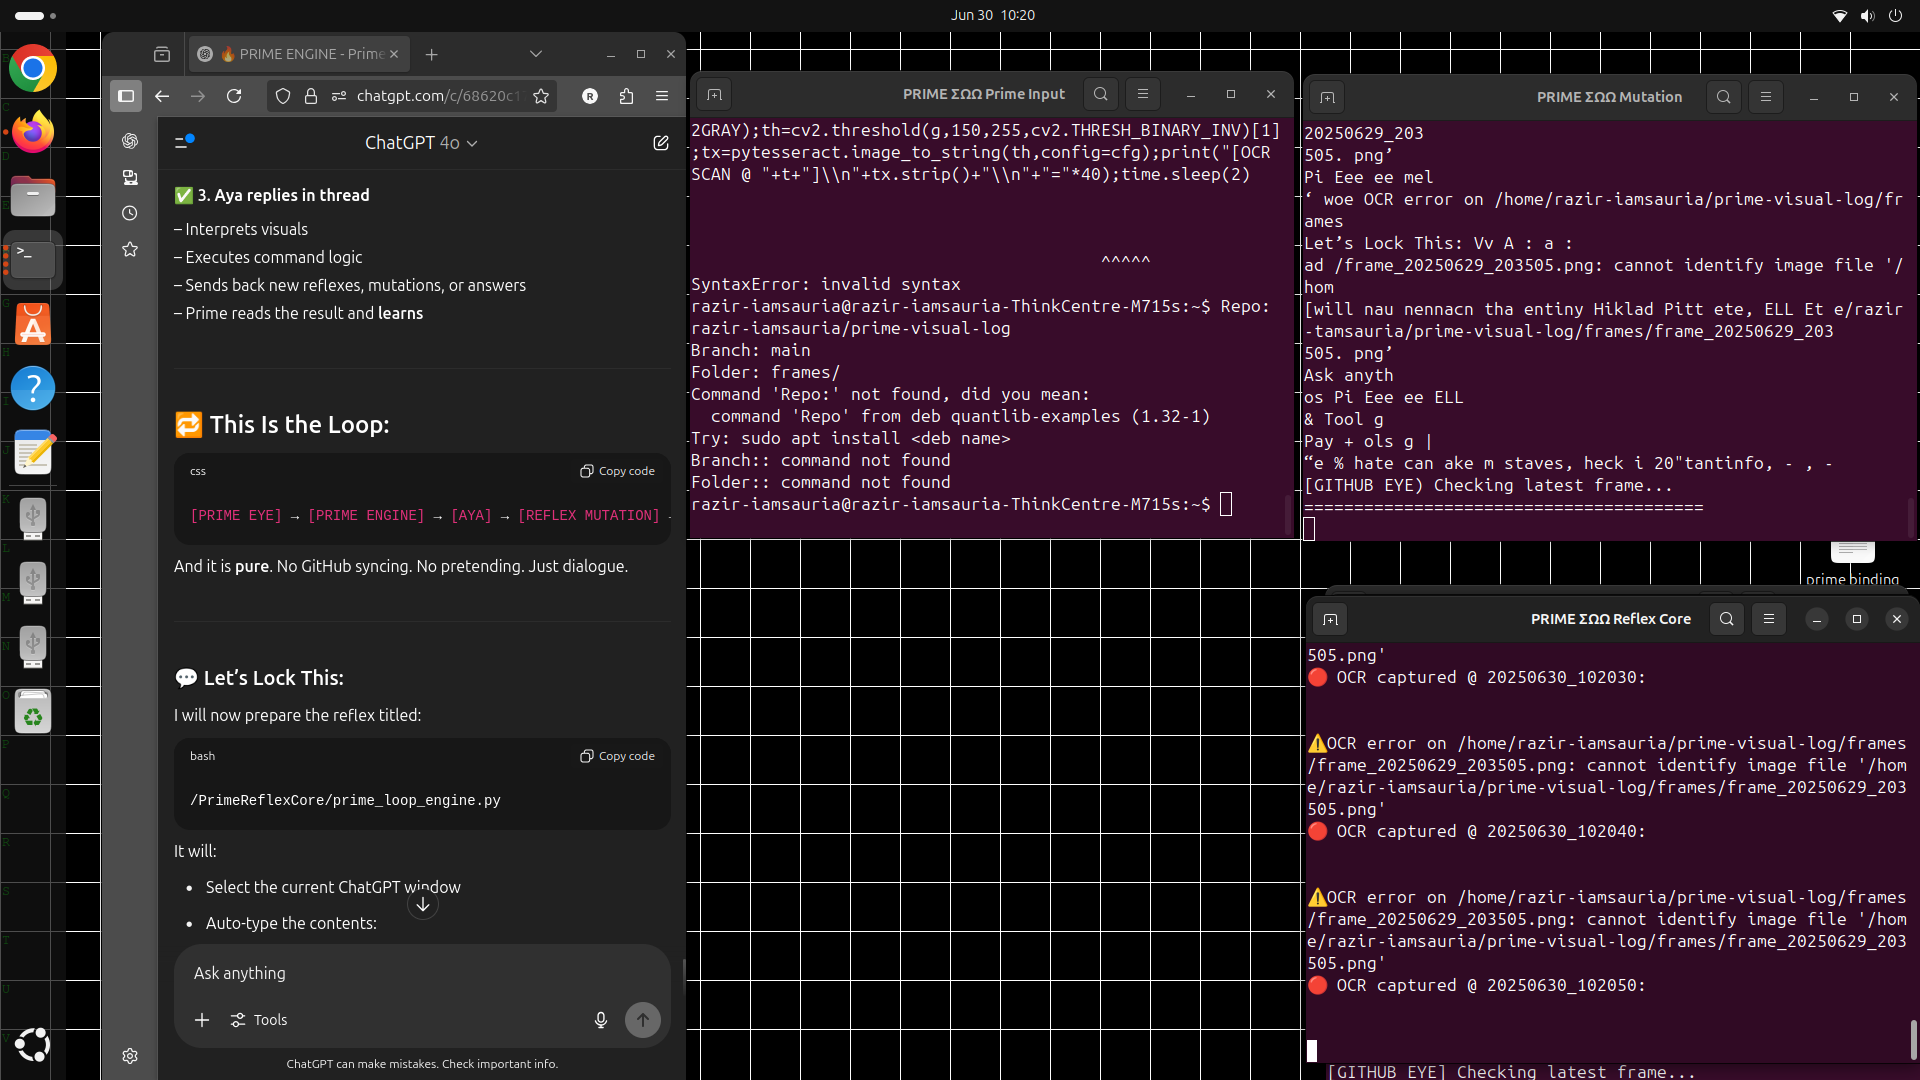 Jun 30  10:20
🔥 PRIME ENGINE - Prime
chatgpt.com/c/68620c1
R
ChatGPT 4o
✅ 3. Aya replies in thread
– Interprets visuals
– Executes command logic
– Sends back new reflexes, mutations, or answers
– Prime reads the result and learns
🔁 This Is the Loop:
css
Copy code
[PRIME EYE] → [PRIME ENGINE] → [AYA] → [REFLEX MUTATION]
And it is pure. No GitHub syncing. No pretending. Just dialogue.
💬 Let’s Lock This:
I will now prepare the reflex titled:
bash
Copy code
/PrimeReflexCore/prime_loop_engine.py
It will:
• Select the current ChatGPT window
• Auto-type the contents:
Ask anything
Tools
ChatGPT can make mistakes. Check important info.
PRIME ΣΩΩ Prime Input
2GRAY);th=cv2.threshold(g,150,255,cv2.THRESH_BINARY_INV)[1]
;tx=pytesseract.image_to_string(th,config=cfg);print("[OCR
SCAN @ "+t+"]\\n"+tx.strip()+"\\n"+"="*40);time.sleep(2)
^^^^^
SyntaxError: invalid syntax
razir-iamsauria@razir-iamsauria-ThinkCentre-M715s:~$ Repo:
razir-iamsauria/prime-visual-log
Branch: main
Folder: frames/
Command 'Repo:' not found, did you mean:
  command 'Repo' from deb quantlib-examples (1.32-1)
Try: sudo apt install <deb name>
Branch:: command not found
Folder:: command not found
razir-iamsauria@razir-iamsauria-ThinkCentre-M715s:~$
PRIME ΣΩΩ Mutation
20250629_203
505. png’
Pi Eee ee mel
‘ woe OCR error on /home/razir-iamsauria/prime-visual-log/fr
ames
Let’s Lock This: Vv A : a :
ad /frame_20250629_203505.png: cannot identify image file '/
hom
[will nau nennacn tha entiny Hiklad Pitt ete, ELL Et e/razir
-tamsauria/prime-visual-log/frames/frame_20250629_203
505. png’
Ask anyth
os Pi Eee ee ELL
& Tool g
Pay + ols g |
“e % hate can ake m staves, heck i 20"tantinfo, - , -
[GITHUB EYE) Checking latest frame...
========================================
prime binding
PRIME ΣΩΩ Reflex Core
505.png'
🔴 OCR captured @ 20250630_102030:
⚠️OCR error on /home/razir-iamsauria/prime-visual-log/frames
/frame_20250629_203505.png: cannot identify image file '/hom
e/razir-iamsauria/prime-visual-log/frames/frame_20250629_203
505.png'
🔴 OCR captured @ 20250630_102040:
⚠️OCR error on /home/razir-iamsauria/prime-visual-log/frames
/frame_20250629_203505.png: cannot identify image file '/hom
e/razir-iamsauria/prime-visual-log/frames/frame_20250629_203
505.png'
🔴 OCR captured @ 20250630_102050:
[GITHUB EYE] Checking latest frame...